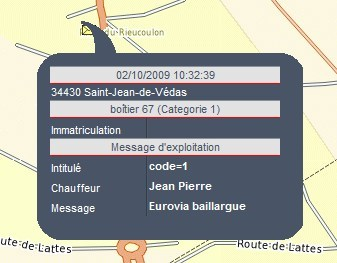 du Rieucoulon
02/10/2009 10:32:39
34430 Saint-Jean-de-Védas
boîtier 67 (Categorie 1)
Immatriculation
Message d'exploitation
Intitulé code=1
Chauffeur Jean Pierre
Message Eurovia baillargue
oute de Lattes
Route de Lattes